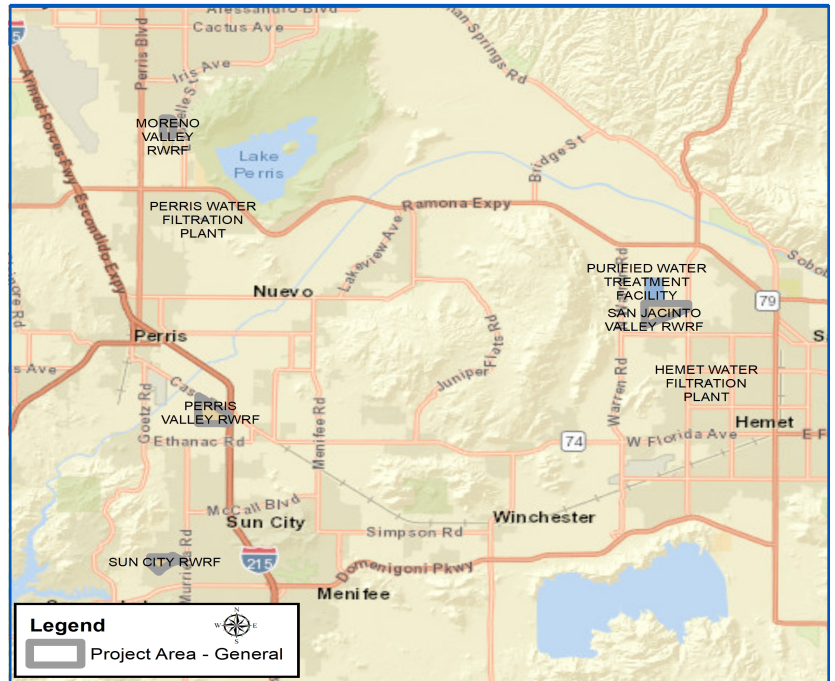 Alessandro Blvd
Cactus Ave
Perris Blvd
Iris Ave
Armed Forces Fwy
Escondido Expy
MORENO
VALLEY
RWRF
Lake
Perris
Bridge St
PERRIS WATER
FILTRATION
PLANT
Ramona Expy
Lakeview Ave
Nuevo
PURIFIED WATER
TREATMENT
FACILITY
79
SAN JACINTO
VALLEY RWRF
Perris
Juniper
Flats Rd
Warren Rd
HEMET WATER
FILTRATION
PLANT
PERRIS
VALLEY RWRF
Goetz Rd
Ethanac Rd
Menifee Rd
Hemet
74
W Florida Ave
McCall Blvd
Sun City
Winchester
Simpson Rd
SUN CITY RWRF
215
Domenigoni Pkwy
Menifee
Legend
N
W
E
S
Project Area - General